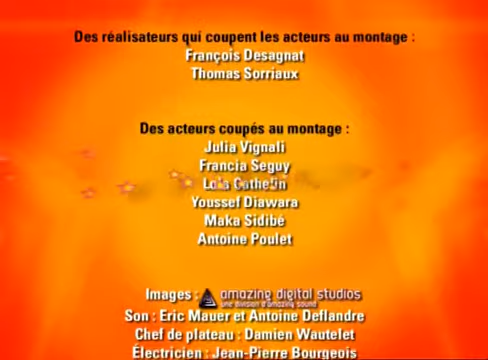 Des réalisateurs qui coupent les acteurs au montage :
François Desagnat
Thomas Sorriaux
Des acteurs coupés au montage :
Julia Vignali
Francia Seguy
Loïs Cathelin
Youssef Diawara
Maka Sidibé
Antoine Poulet
Images : amazing digital studios
une division d'amazing sound
Son : Eric Mauer et Antoine Deflandre
Chef de plateau : Damien Wautelet
Électricien : Jean-Pierre Bourgeois